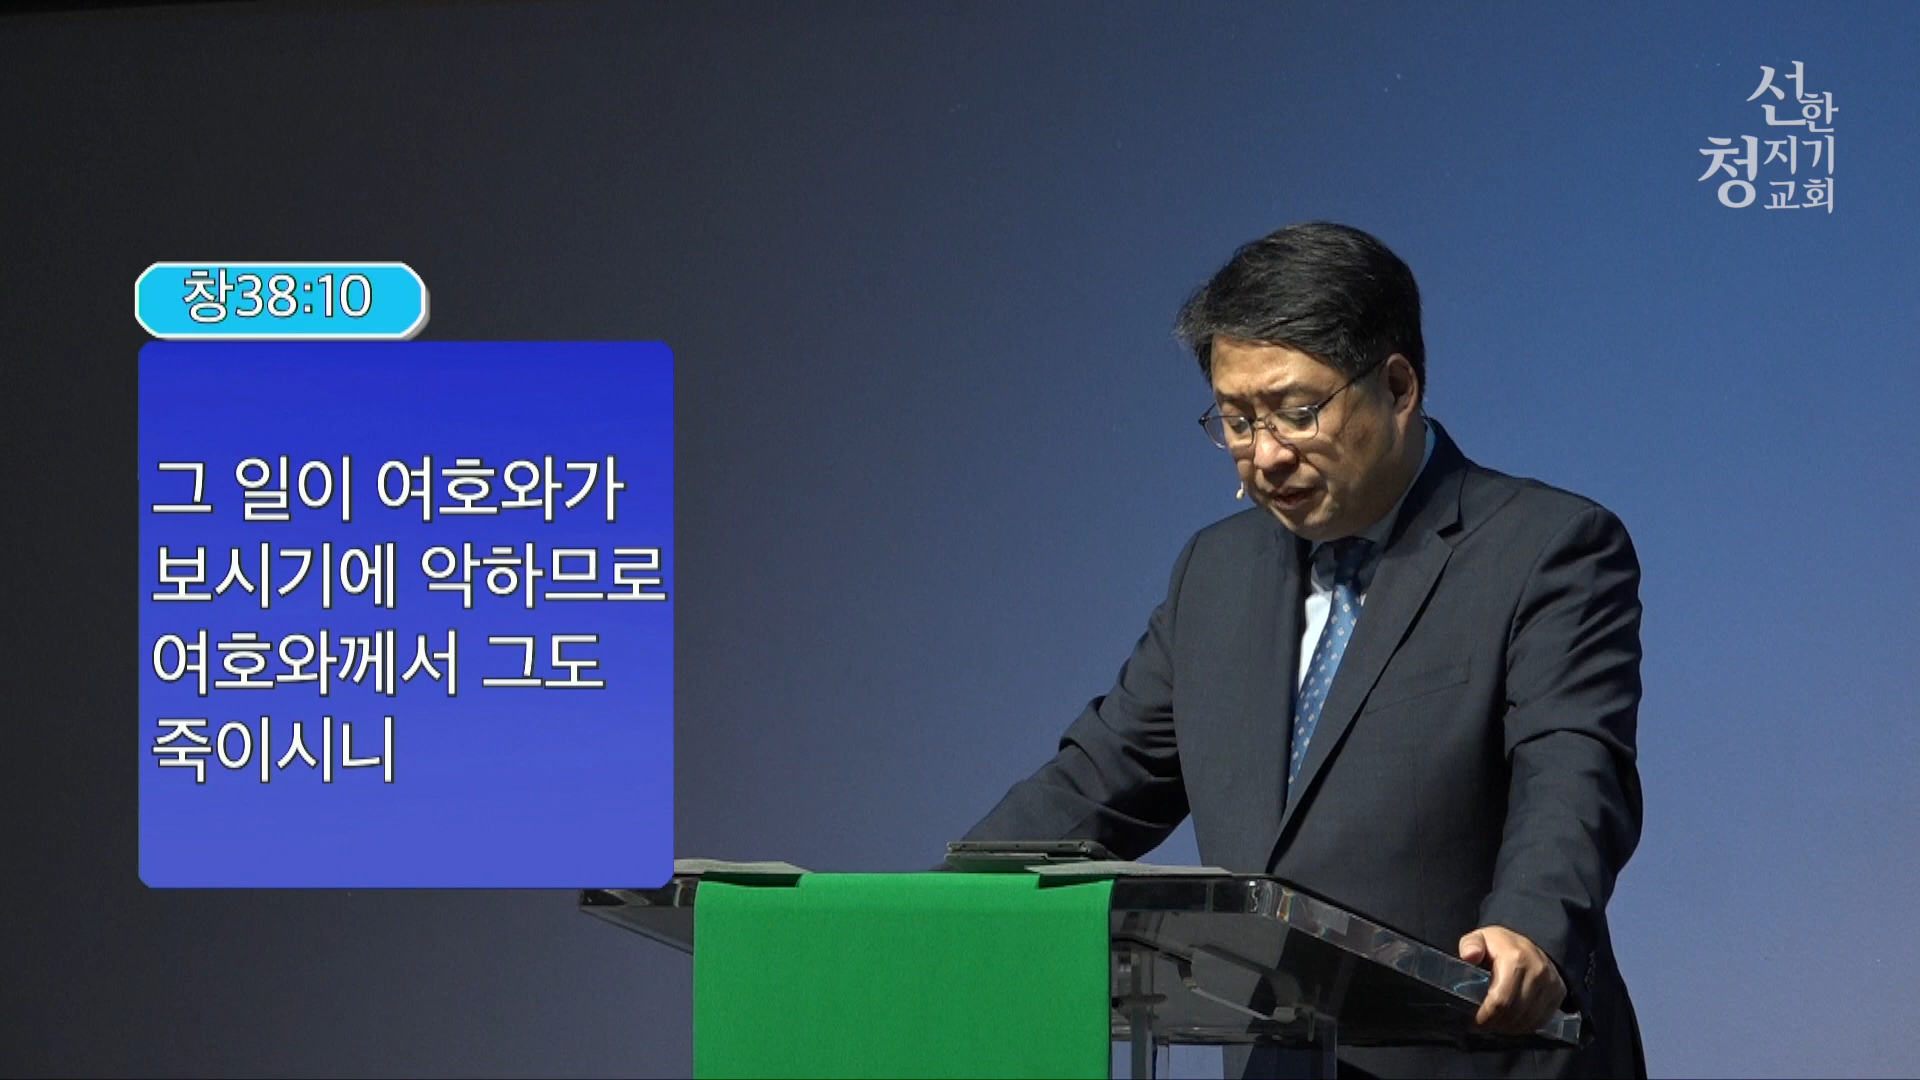 선한
청지기
교회
창38:10
그 일이 여호와가
보시기에 악하므로
여호와께서 그도
죽이시니